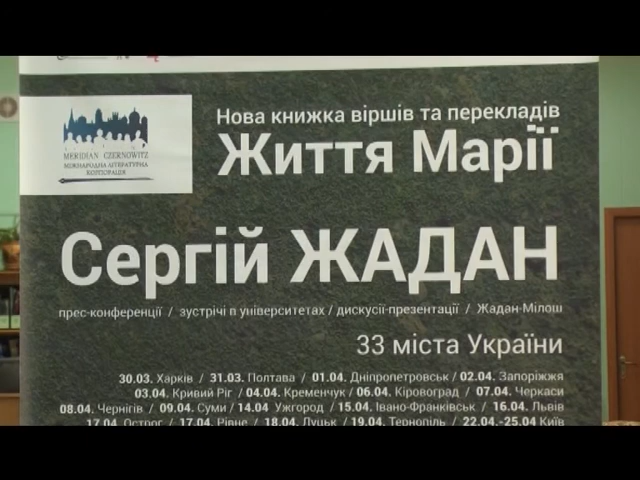 Нова книжка віршів та перекладів
Життя Марії
MERIDIAN CZERNOWITZ
МІЖНАРОДНА ЛІТЕРАТУРНА
КОРПОРАЦІЯ
Сергій ЖАДАН
прес-конференції / зустрічі в університетах / дискусії-презентації / Жадан-Мілош
33 міста України
30.03. Харків / 31.03. Полтава / 01.04. Дніпропетровськ / 02.04. Запоріжжя
03.04. Кривий Ріг / 04.04. Кременчук / 06.04. Кіровоград / 07.04. Черкаси
08.04. Чернігів / 09.04. Суми / 14.04 Ужгород / 15.04. Івано-Франківськ / 16.04. Львів
17.04. Острог / 17.04. Рівне / 18.04. Луцьк / 19.04. Тернопіль / 22.04.-25.04 Київ